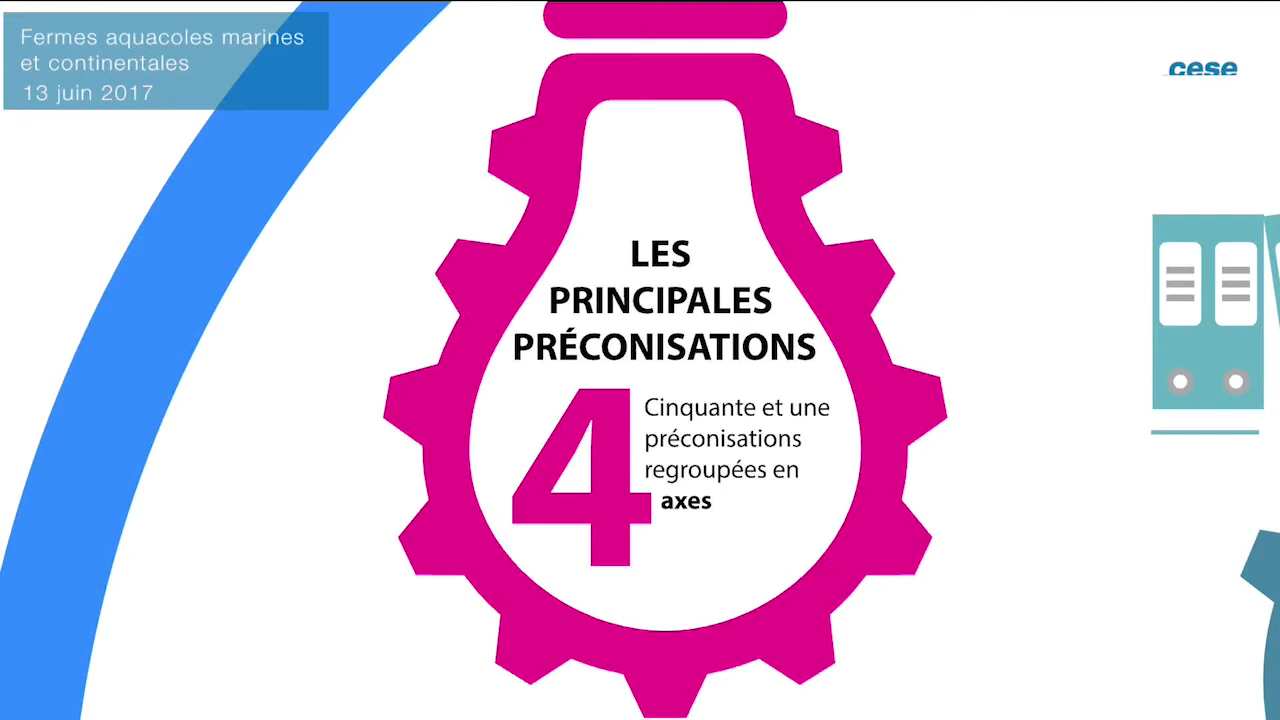 Fermes aquacoles marines
et continentales
13 juin 2017
cese
LES
PRINCIPALES
PRÉCONISATIONS
4
Cinquante et une
préconisations
regroupées en
axes